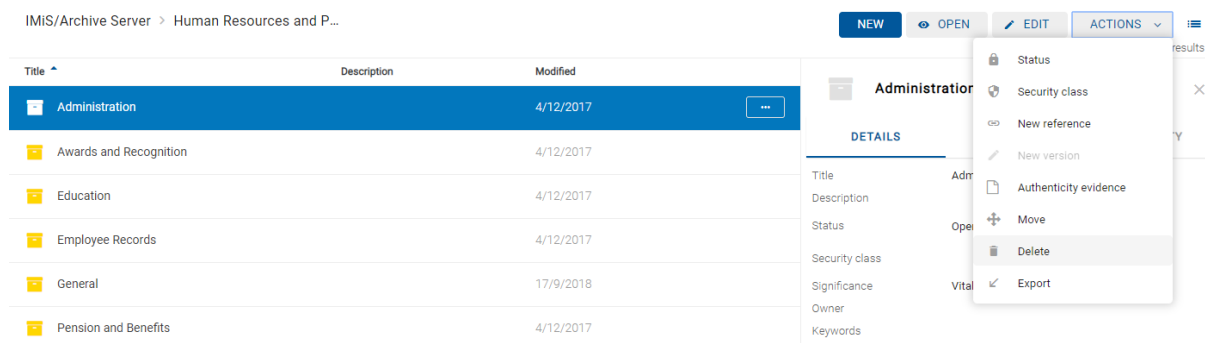 IMiS/Archive Server > Human Resources and P...
NEW OPEN EDIT ACTIONS
results
Title Description Modified
Administration 4/12/2017 ...
Awards and Recognition 4/12/2017
Education 4/12/2017
Employee Records 4/12/2017
General 17/9/2018
Pension and Benefits 4/12/2017
Administration
DETAILS Y
Title Adm
Description
Status Ope
Security class
Significance Vital
Owner
Keywords
Status
Security class
New reference
New version
Authenticity evidence
Move
Delete
Export